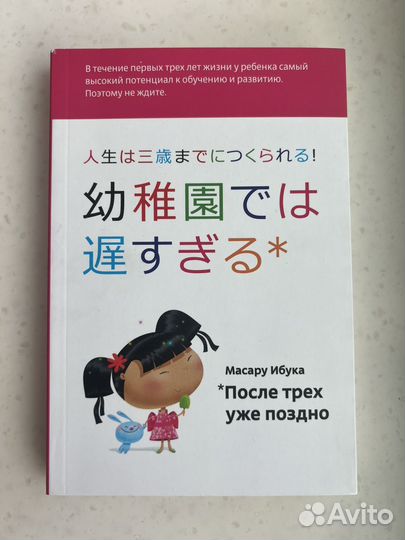 В течение первых трех лет жизни у ребенка самый
высокий потенциал к обучению и развитию.
Поэтому не ждите.
人生は三歳までにつくられる!
幼稚園では
遅すぎる*
Масару Ибука
*После трех
уже поздно
Avito